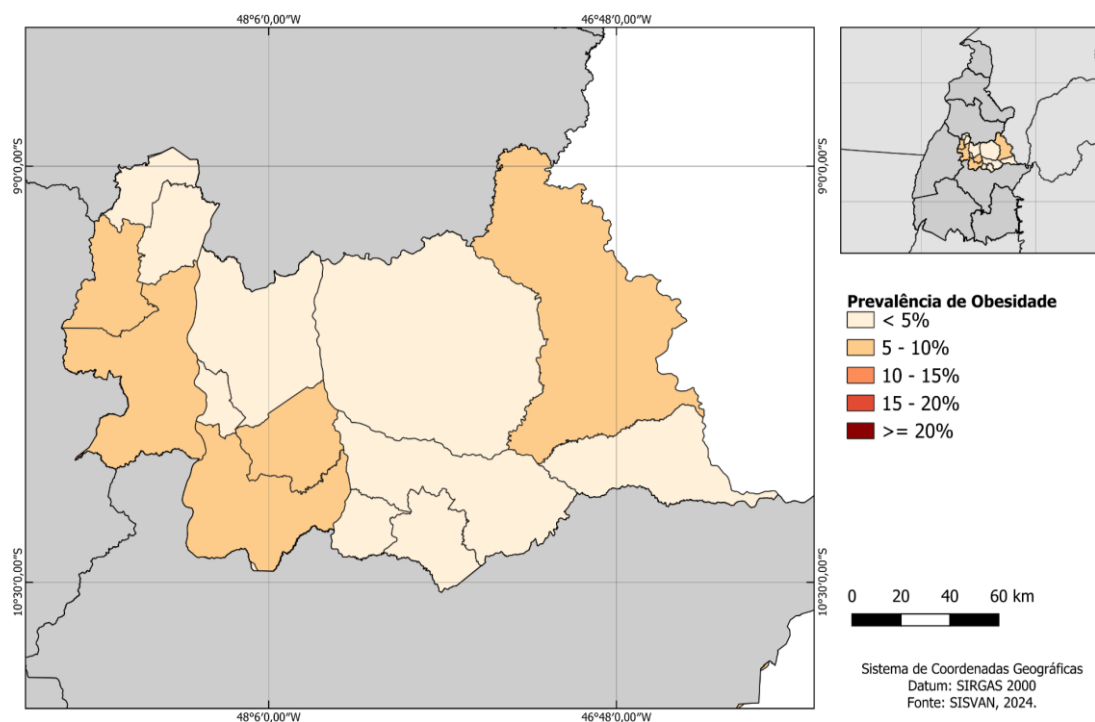 48°6'0,00"W
46°48'0,00"W
9°0'0,00"S
9°0'0,00"S
10°30'0,00"S
10°30'0,00"S
48°6'0,00"W
46°48'0,00"W
Prevalência de Obesidade
< 5%
5 - 10%
10 - 15%
15 - 20%
>= 20%
0 20 40 60 km
Sistema de Coordenadas Geográficas
Datum: SIRGAS 2000
Fonte: SISVAN, 2024.